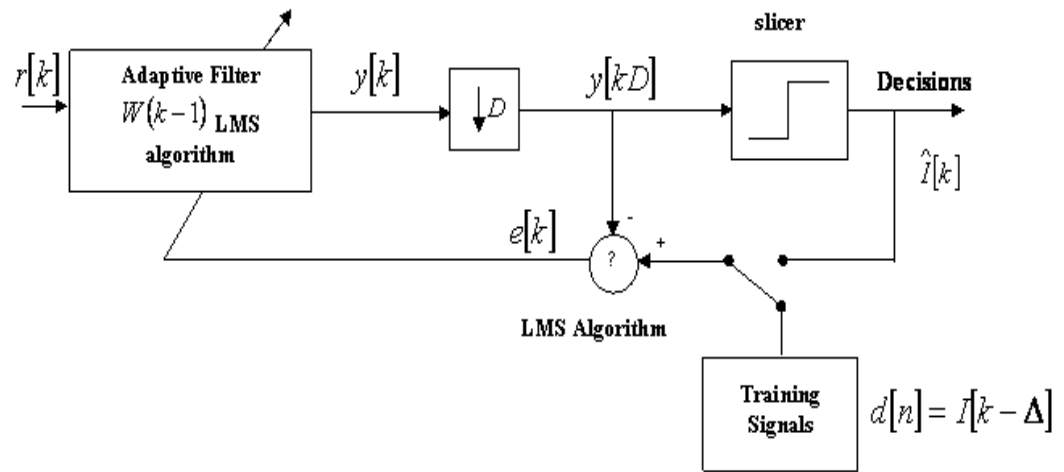 slicer
r[k]
Adaptive Filter
W(k−1) LMS
algorithm
y[k]
↓D
y[kD]
Decisions
Î[k]
e[k]
-
+
?
LMS Algorithm
Training
Signals
d[n] = I[k − Δ]